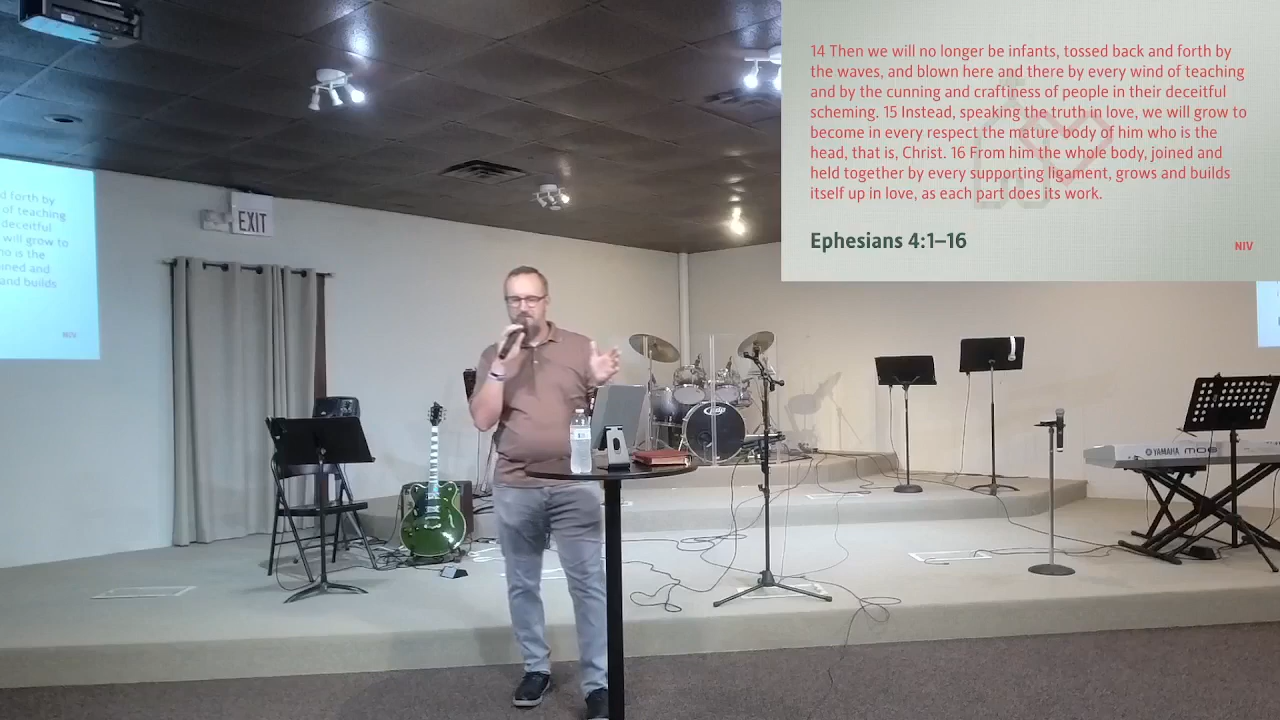 14 Then we will no longer be infants, tossed back and forth by
the waves, and blown here and there by every wind of teaching
and by the cunning and craftiness of people in their deceitful
scheming. 15 Instead, speaking the truth in love, we will grow to
become in every respect the mature body of him who is the
head, that is, Christ. 16 From him the whole body, joined and
held together by every supporting ligament, grows and builds
itself up in love, as each part does its work.
Ephesians 4:1–16
NIV
d forth by
of teaching
deceitful
will grow to
ho is the
ined and
and builds
NIV
EXIT
pdp
YAMAHA MO8